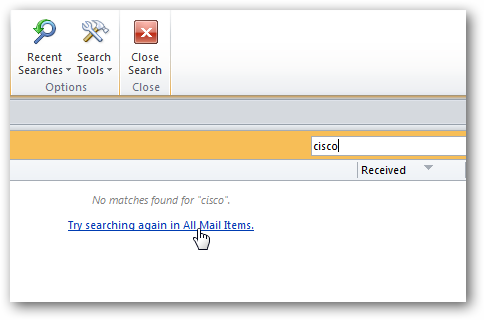 Recent Searches
Search Tools
Close Search
Options
Close
cisco
Received
No matches found for "cisco".
Try searching again in All Mail Items.